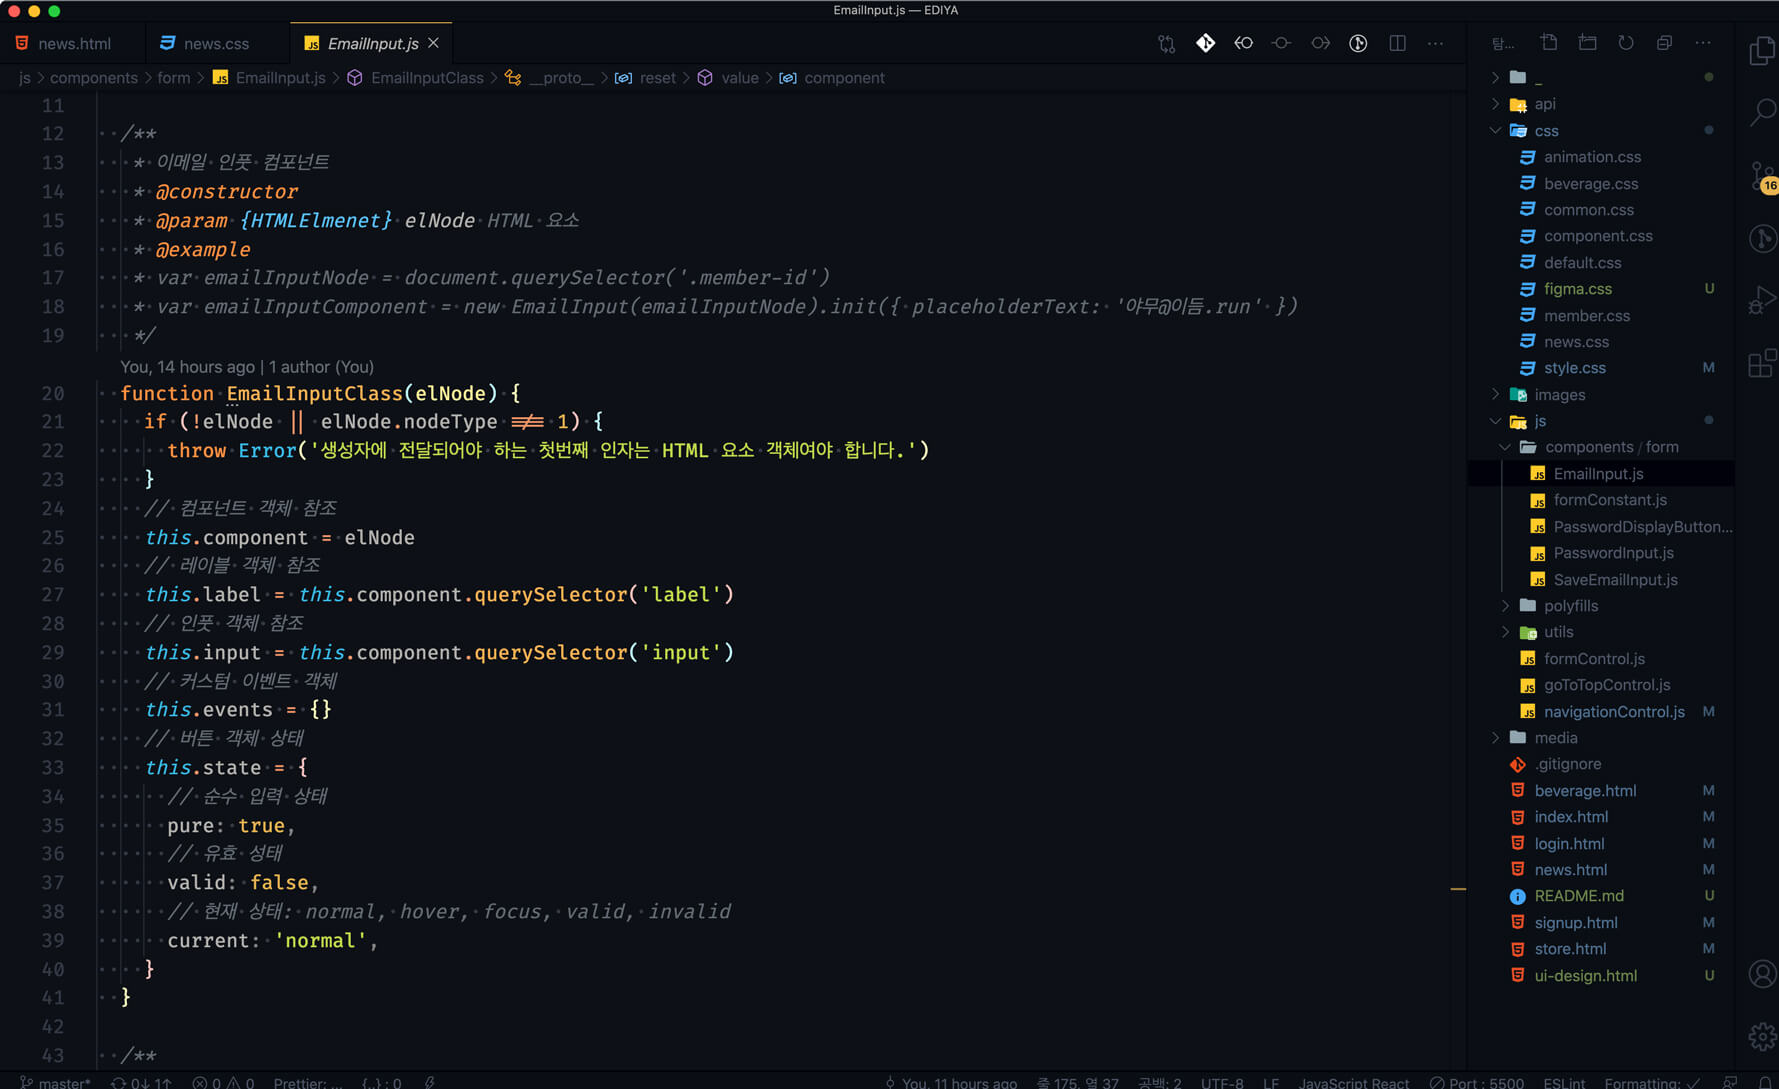 EmailInput.js — EDIYA
news.html
news.css
EmailInput.js
js > components > form > EmailInput.js > EmailInputClass > __proto__ > reset > value > component
11
12 /**
13 * 이메일 인풋 컴포넌트
14 * @constructor
15 * @param {HTMLElmenet} elNode HTML 요소
16 * @example
17 * var emailInputNode = document.querySelector('.member-id')
18 * var emailInputComponent = new EmailInput(emailInputNode).init({ placeholderText: '야무@이듬.run' })
19 */
You, 14 hours ago | 1 author (You)
20 function EmailInputClass(elNode) {
21 if (!elNode || elNode.nodeType !== 1) {
22 throw Error('생성자에 전달되어야 하는 첫번째 인자는 HTML 요소 객체여야 합니다.')
23 }
24 // 컴포넌트 객체 참조
25 this.component = elNode
26 // 레이블 객체 참조
27 this.label = this.component.querySelector('label')
28 // 인풋 객체 참조
29 this.input = this.component.querySelector('input')
30 // 커스텀 이벤트 객체
31 this.events = {}
32 // 버튼 객체 상태
33 this.state = {
34 // 순수 입력 상태
35 pure: true,
36 // 유효 성태
37 valid: false,
38 // 현재 상태: normal, hover, focus, valid, invalid
39 current: 'normal',
40 }
41 }
42
43 /**
탐...
_
api
css
animation.css
beverage.css
common.css
component.css
default.css
figma.css U
member.css
news.css
style.css M
images
js
components / form
EmailInput.js
formConstant.js
PasswordDisplayButton...
PasswordInput.js
SaveEmailInput.js
polyfills
utils
formControl.js
goToTopControl.js
navigationControl.js M
media
.gitignore
beverage.html M
index.html M
login.html M
news.html M
README.md U
signup.html M
store.html M
ui-design.html U
16
master* 0↓ 1↑ 0 0 Prettier: ... {..} : 0 You, 11 hours ago 줄 175, 열 37 공백: 2 UTF-8 LF JavaScript React Port : 5500 ESLint Formatting: ✓